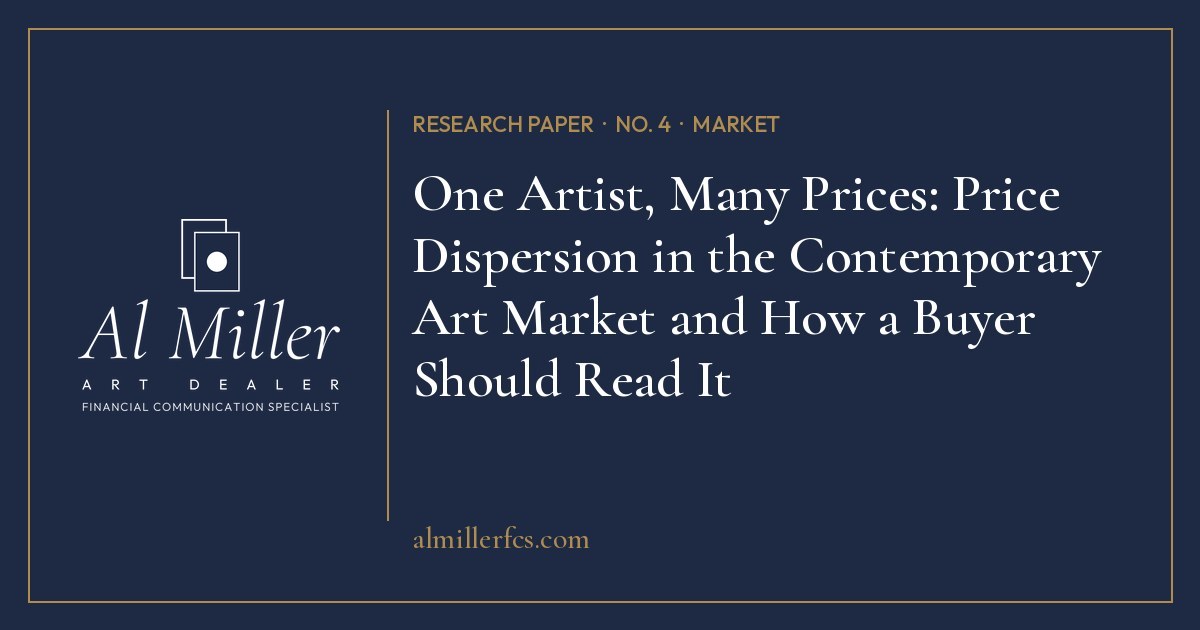 Al Miller
ART DEALER
FINANCIAL COMMUNICATION SPECIALIST
RESEARCH PAPER · NO. 4 · MARKET
One Artist, Many Prices: Price
Dispersion in the Contemporary
Art Market and How a Buyer
Should Read It
almillerfcs.com